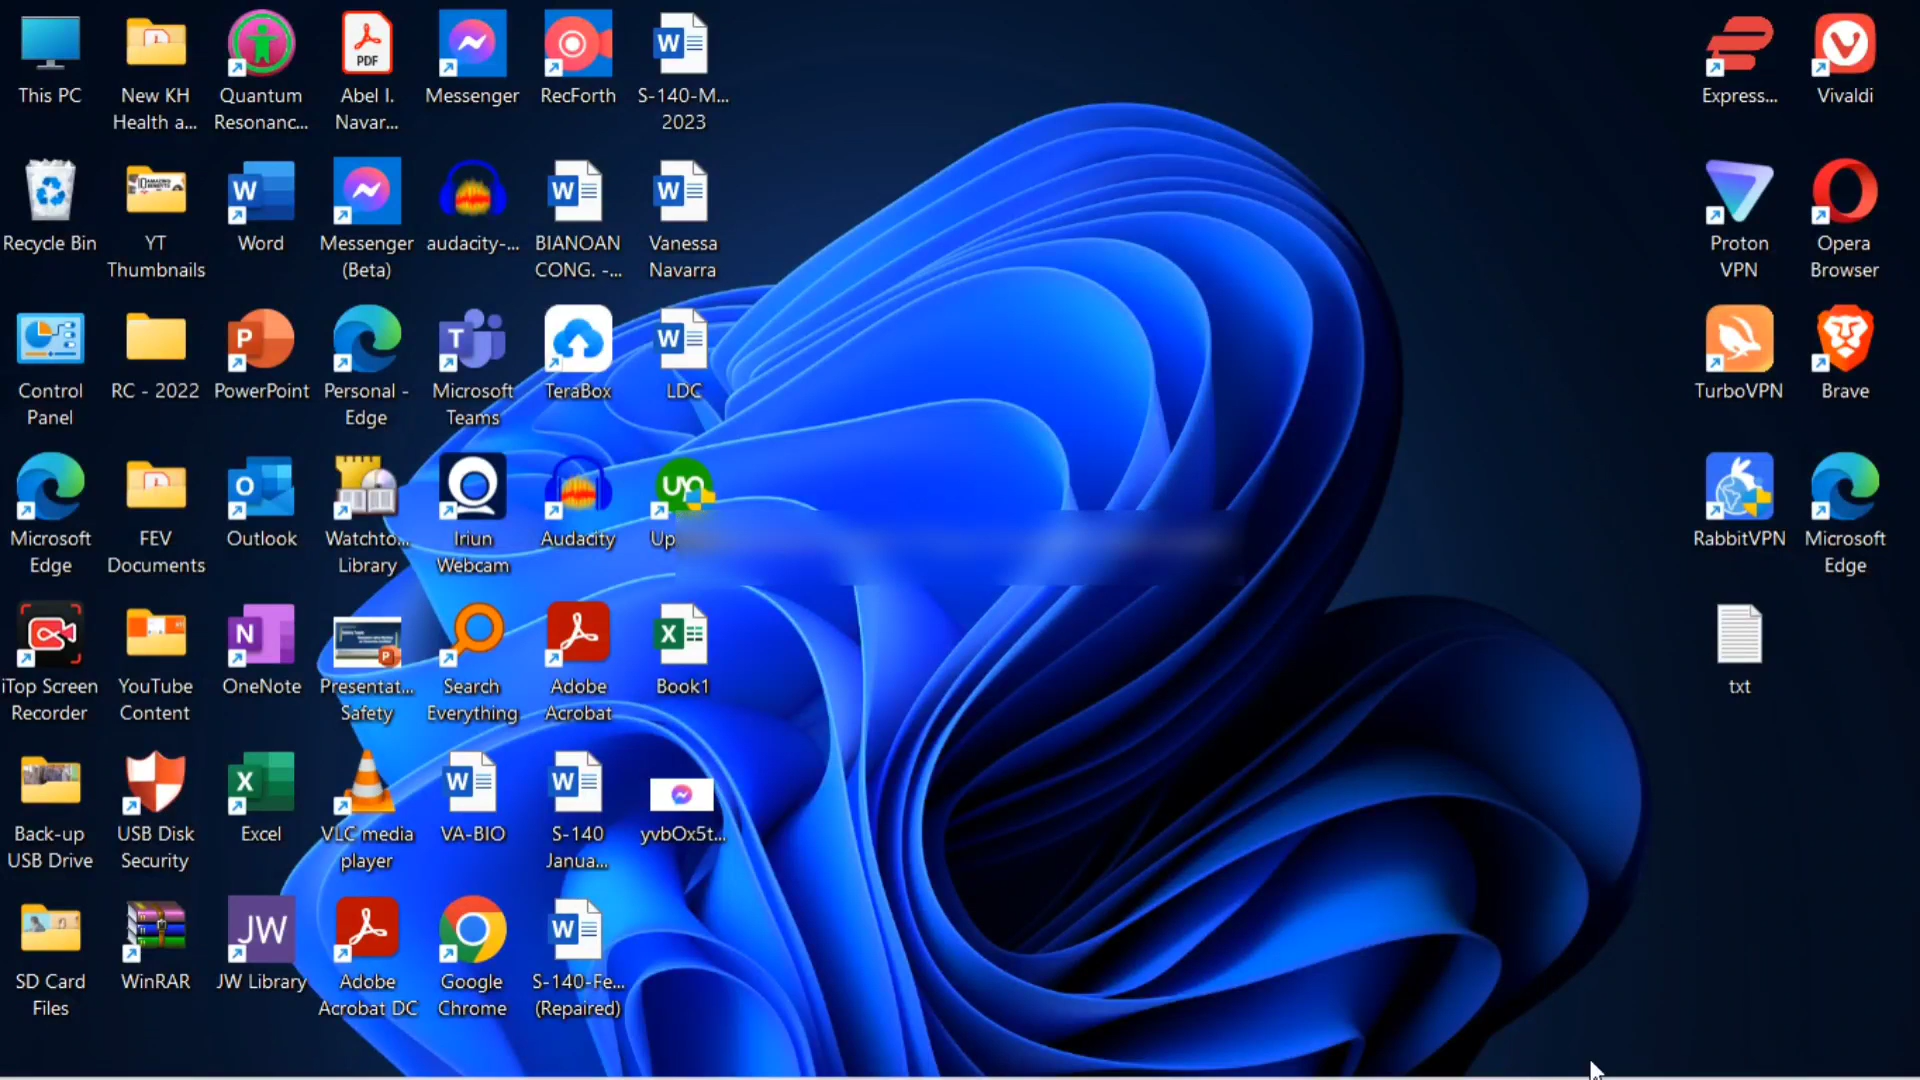 This PC
New KH
Health a...
Quantum
Resonanc...
PDF
Abel I.
Navar...
Messenger
RecForth
W
S-140-M...
2023
Express...
Vivaldi
Recycle Bin
YT
Thumbnails
W
Word
Messenger
(Beta)
audacity-...
W
BIANOAN
CONG. -...
W
Vanessa
Navarra
Proton
VPN
Opera
Browser
Control
Panel
RC - 2022
P
PowerPoint
Personal -
Edge
T
Microsoft
Teams
TeraBox
W
LDC
TurboVPN
Brave
Microsoft
Edge
FEV
Documents
O
Outlook
Watchto...
Library
Iriun
Webcam
Audacity
Up
RabbitVPN
Microsoft
Edge
iTop Screen
Recorder
YouTube
Content
N
OneNote
Presentat...
Safety
Search
Everything
Adobe
Acrobat
X
Book1
txt
Back-up
USB Drive
USB Disk
Security
X
Excel
VLC media
player
W
VA-BIO
W
S-140
Janua...
yvbOx5t...
SD Card
Files
WinRAR
JW
JW Library
Adobe
Acrobat DC
Google
Chrome
W
S-140-Fe...
(Repaired)